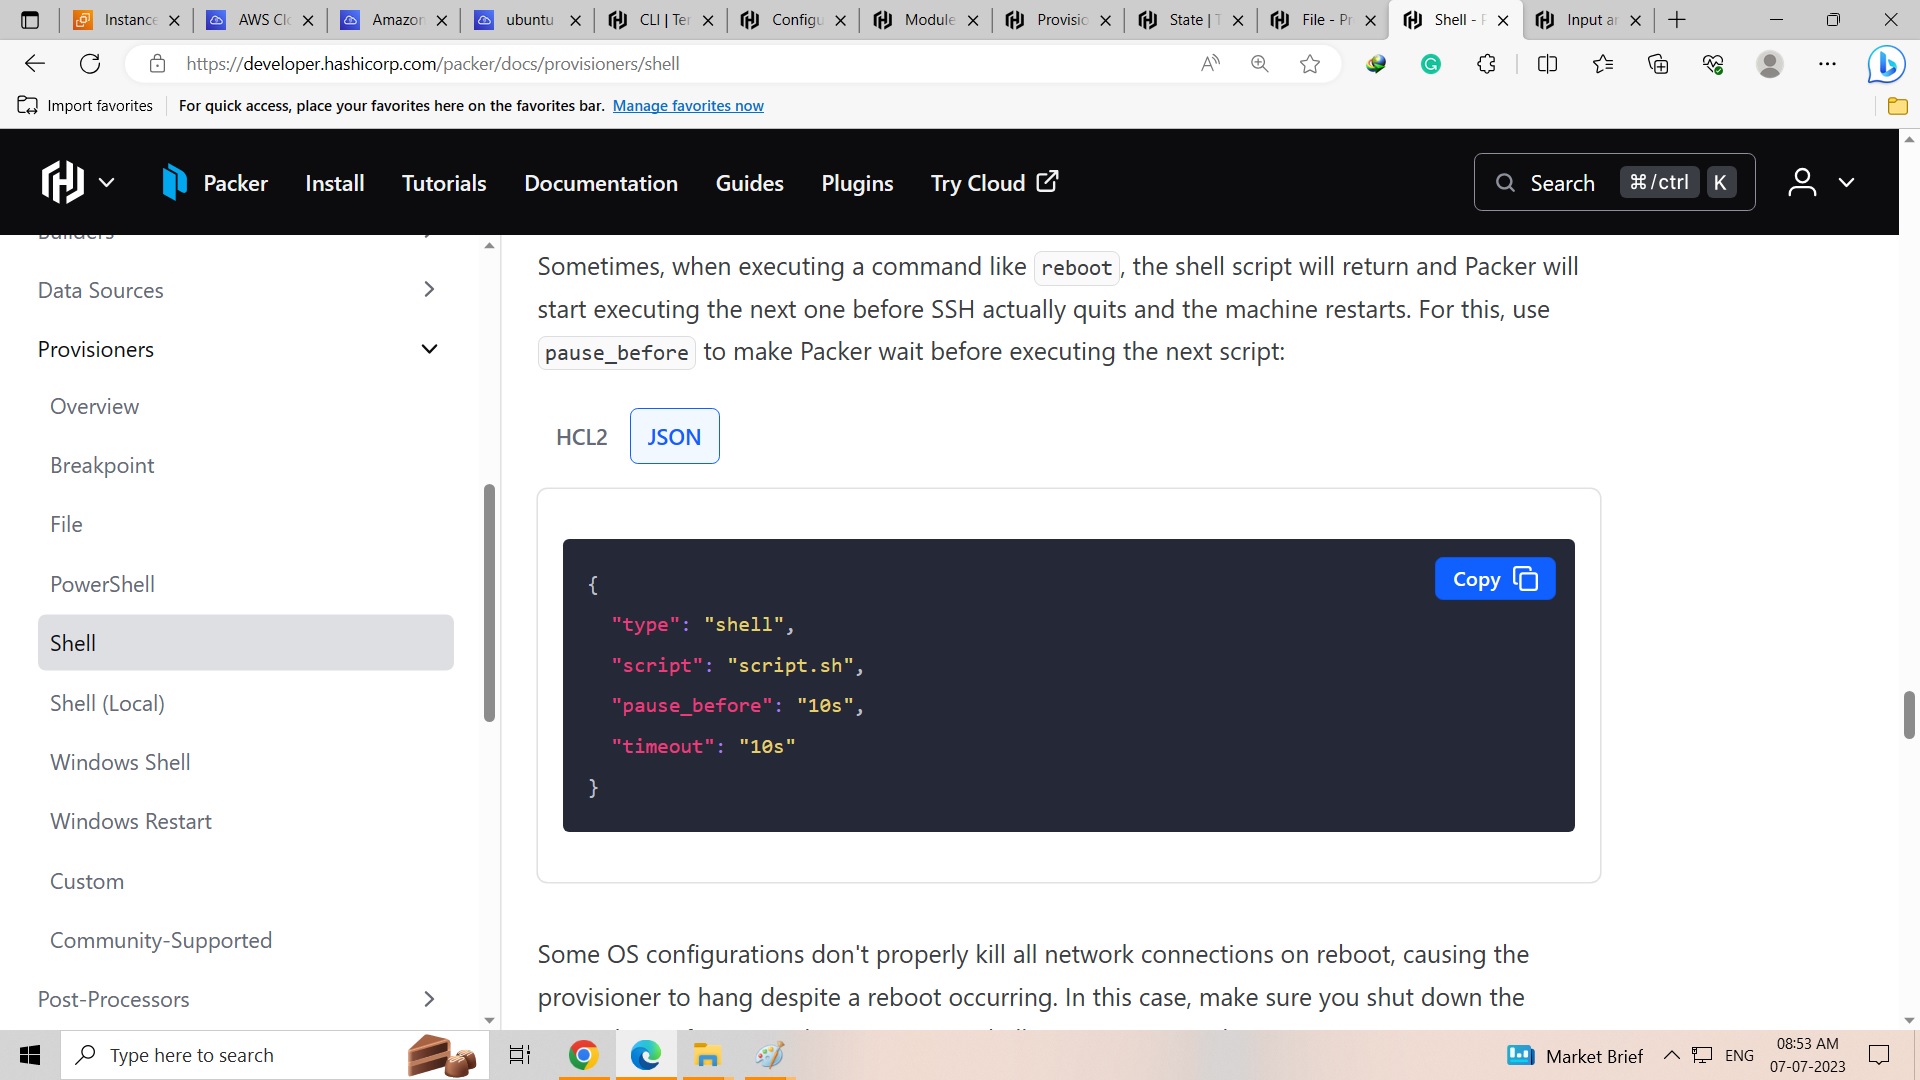 Instance
AWS Clo
Amazon
ubuntu
CLI | Ter
Configu
Module
Provisio
State | T
File - Pr
Shell - P
Input a
https://developer.hashicorp.com/packer/docs/provisioners/shell
Import favorites
For quick access, place your favorites here on the favorites bar. Manage favorites now
Packer
Install
Tutorials
Documentation
Guides
Plugins
Try Cloud
Search
⌘/ctrl
K
Builders
Data Sources
Provisioners
Overview
Breakpoint
File
PowerShell
Shell
Shell (Local)
Windows Shell
Windows Restart
Custom
Community-Supported
Post-Processors
Sometimes, when executing a command like reboot, the shell script will return and Packer will
start executing the next one before SSH actually quits and the machine restarts. For this, use
pause_before to make Packer wait before executing the next script:
HCL2
JSON
Copy
{
"type": "shell",
"script": "script.sh",
"pause_before": "10s",
"timeout": "10s"
}
Some OS configurations don't properly kill all network connections on reboot, causing the
provisioner to hang despite a reboot occurring. In this case, make sure you shut down the
Type here to search
Market Brief
ENG
08:53 AM
07-07-2023